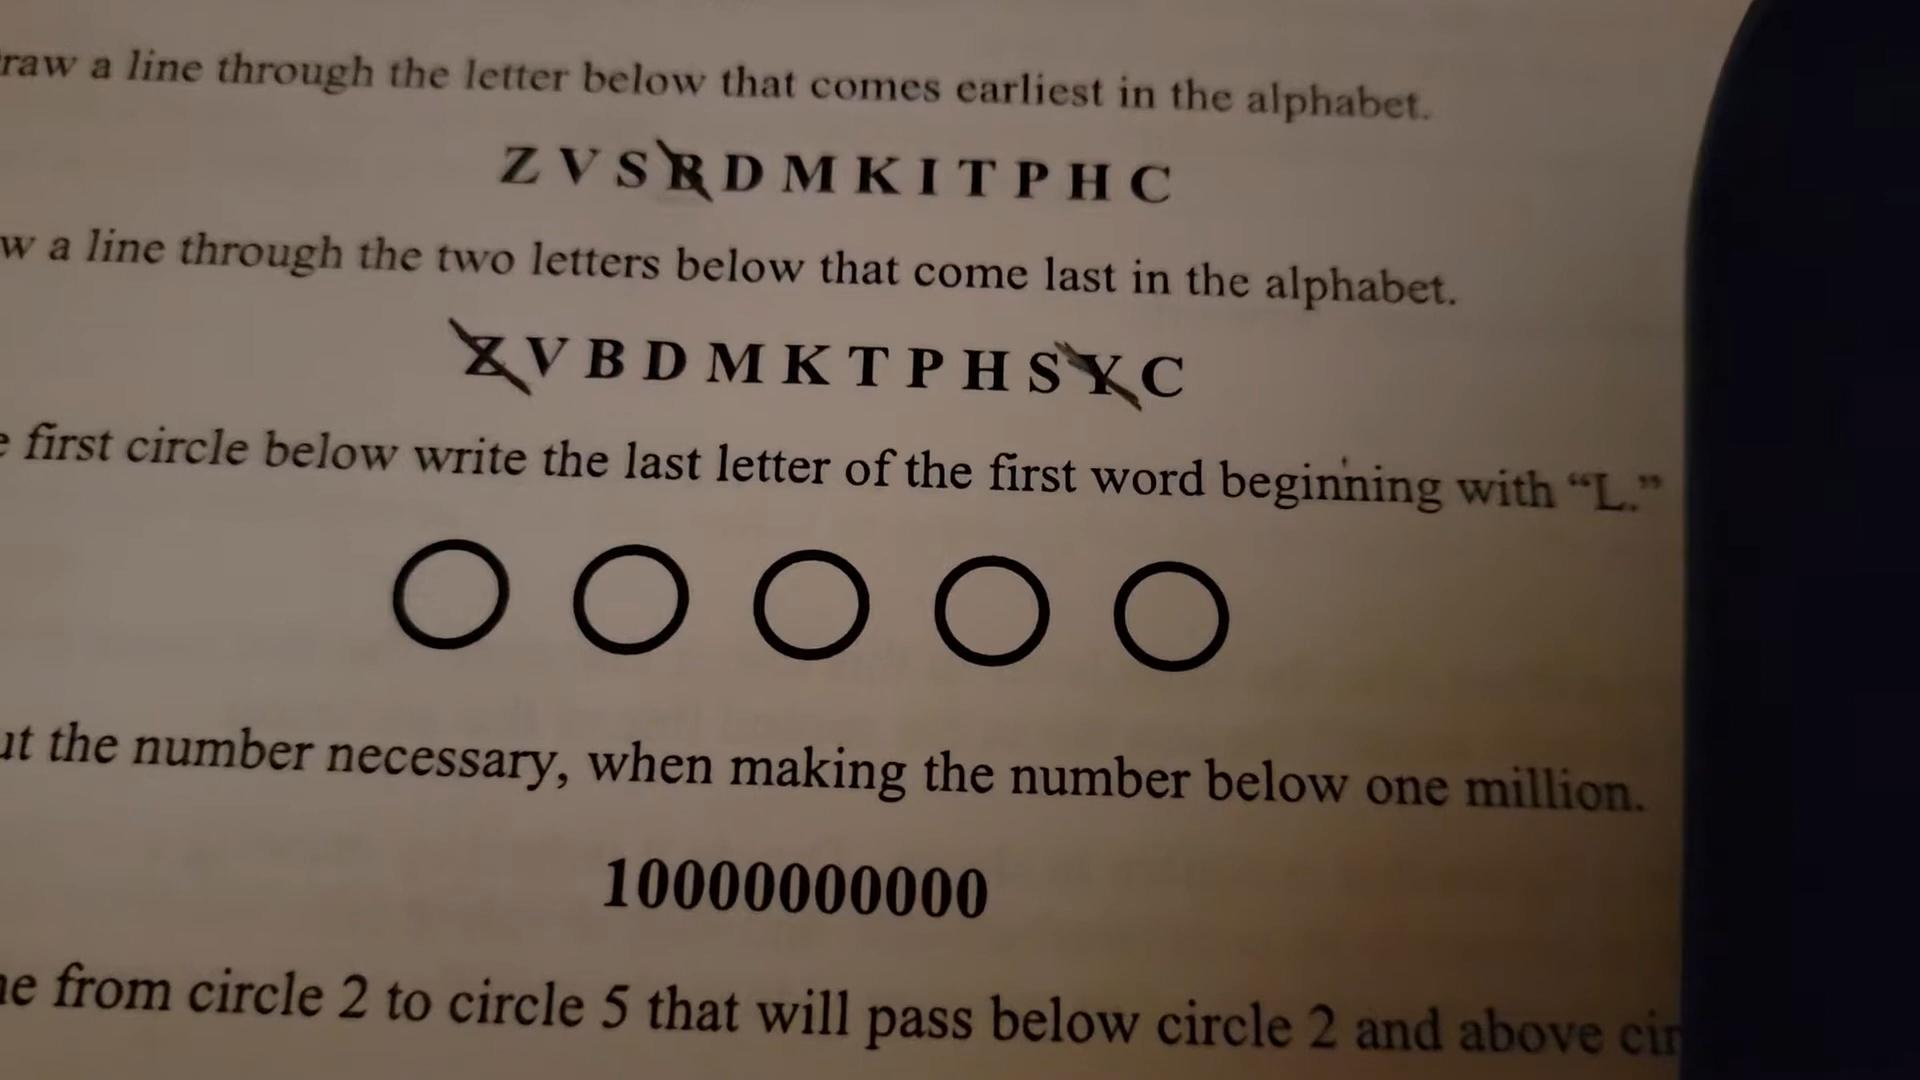 raw a line through the letter below that comes earliest in the alphabet.
Z V S B D M K I T P H C
w a line through the two letters below that come last in the alphabet.
Z V B D M K T P H S Y C
e first circle below write the last letter of the first word beginning with “L.”
ut the number necessary, when making the number below one million.
10000000000
ne from circle 2 to circle 5 that will pass below circle 2 and above cir